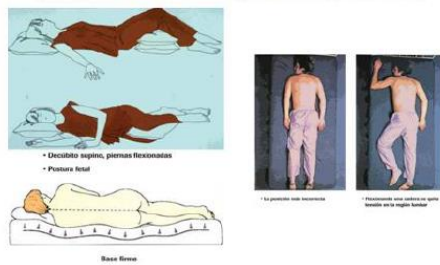 • Decúbito supino, piernas flexionadas
• Postura fetal
Base firme
• La posición más incorrecta
• Flexionando una cadera se quita
tensión en la región lumbar